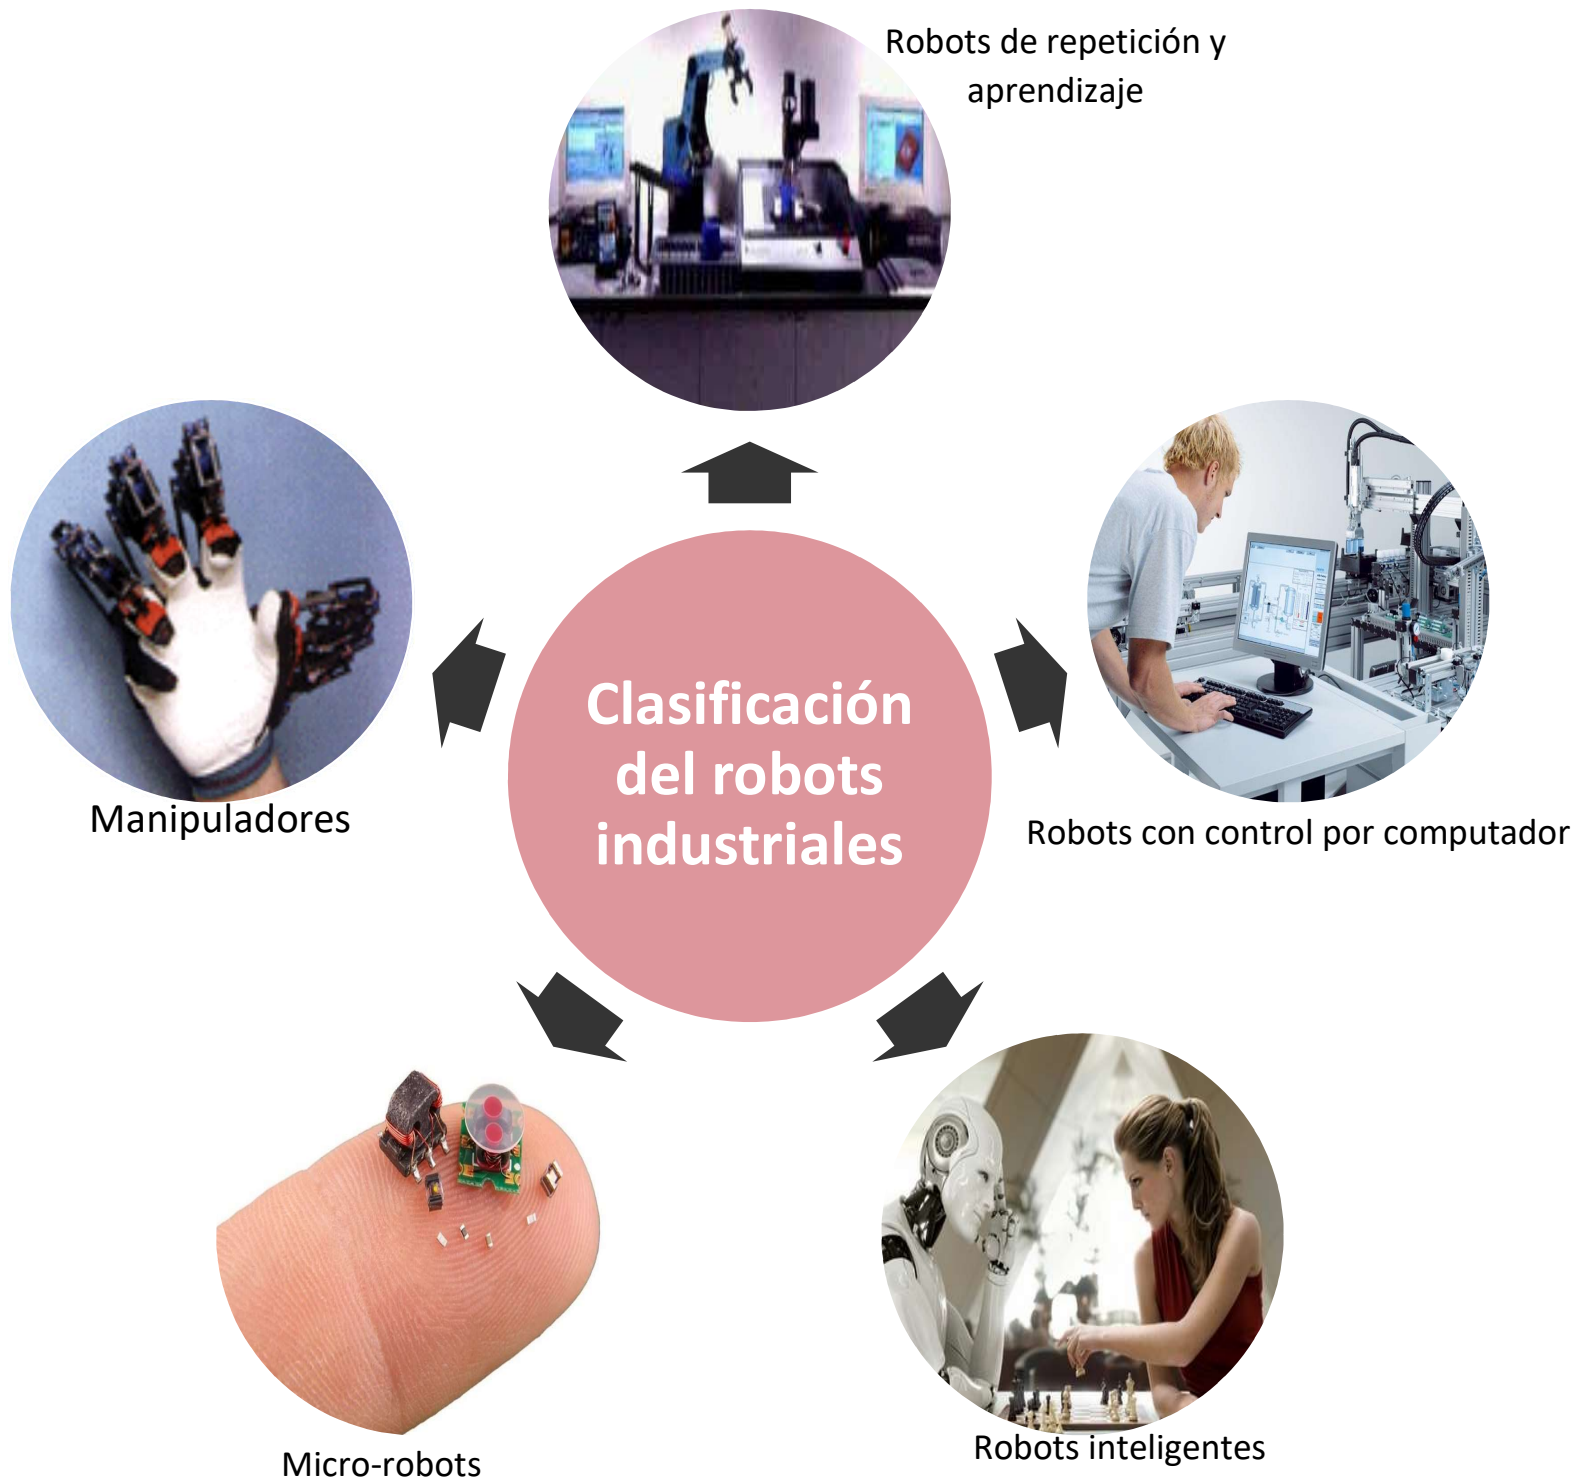 Robots de repetición y
aprendizaje
Manipuladores
Clasificación
del robots
industriales
Robots con control por computador
Micro-robots
Robots inteligentes